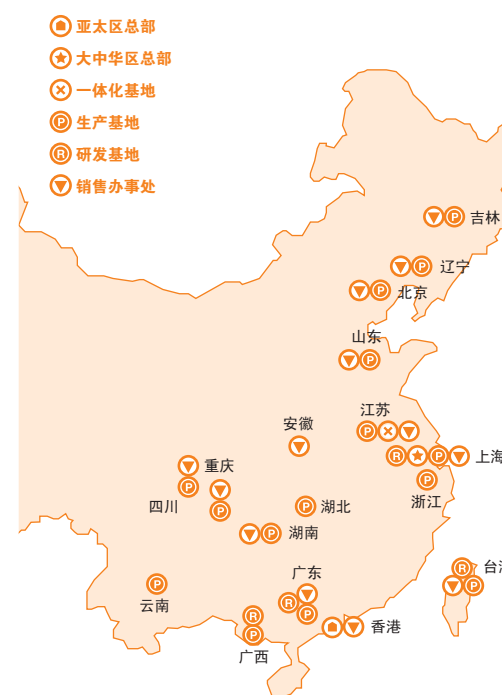 亚太区总部
大中华区总部
一体化基地
P 生产基地
R 研发基地
销售办事处
P 吉林
P 辽宁
P 北京
山东
P
江苏
P
安徽
R P 上海
重庆
P P
浙江
四川
P
P 湖北
P 湖南
广东
R 台
P
云南
R P
P
R
P
香港
广西